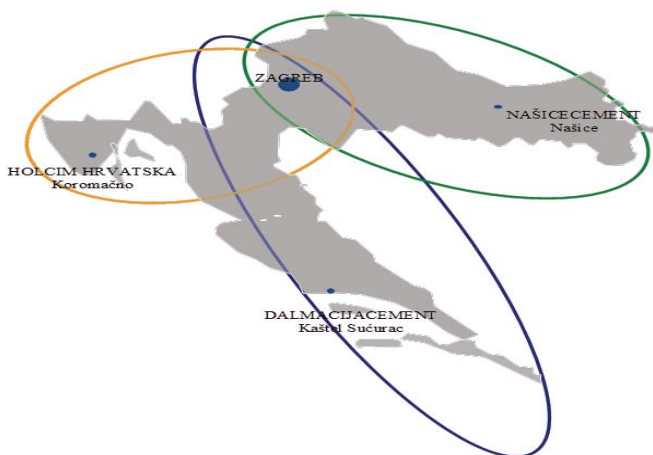 ZAGREB
NAŠICECEMENT
Našice
HOLCIM HRVATSKA
Koromačno
DALMACIJACEMENT
Kaštel Sućurac